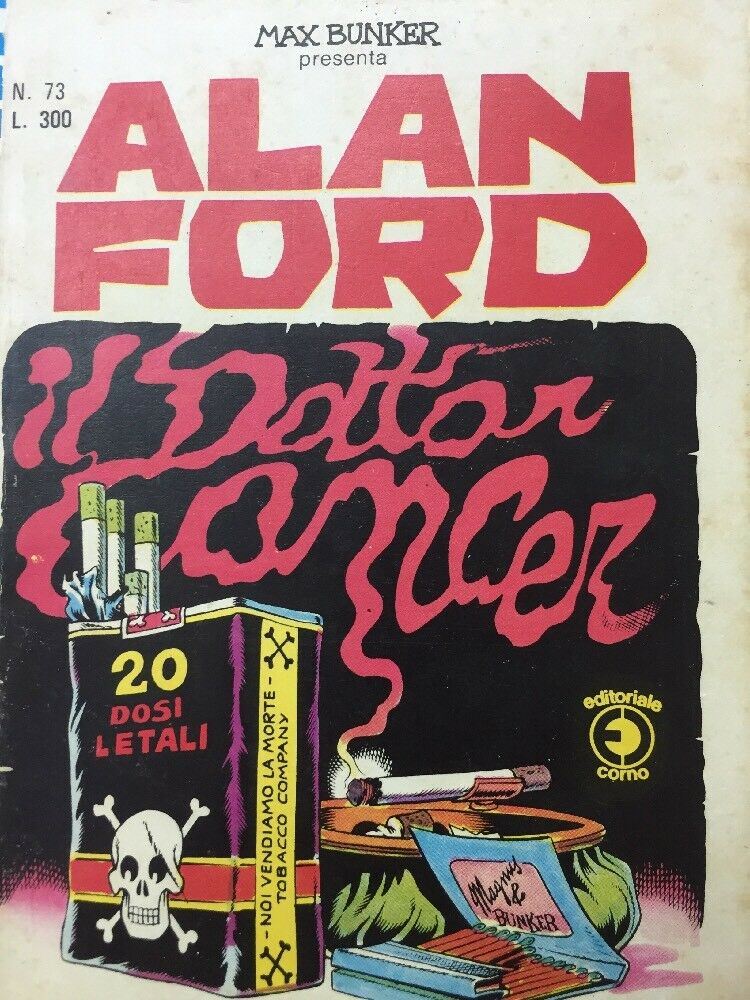 MAX BUNKER
presenta
N. 73
L. 300
ALAN
FORD
il Dottor
Cancer
20
DOSI
LETALI
- NOI VENDIAMO LA MORTE -
TOBACCO COMPANY
editoriale
corno
Magnus
&
BUNKER